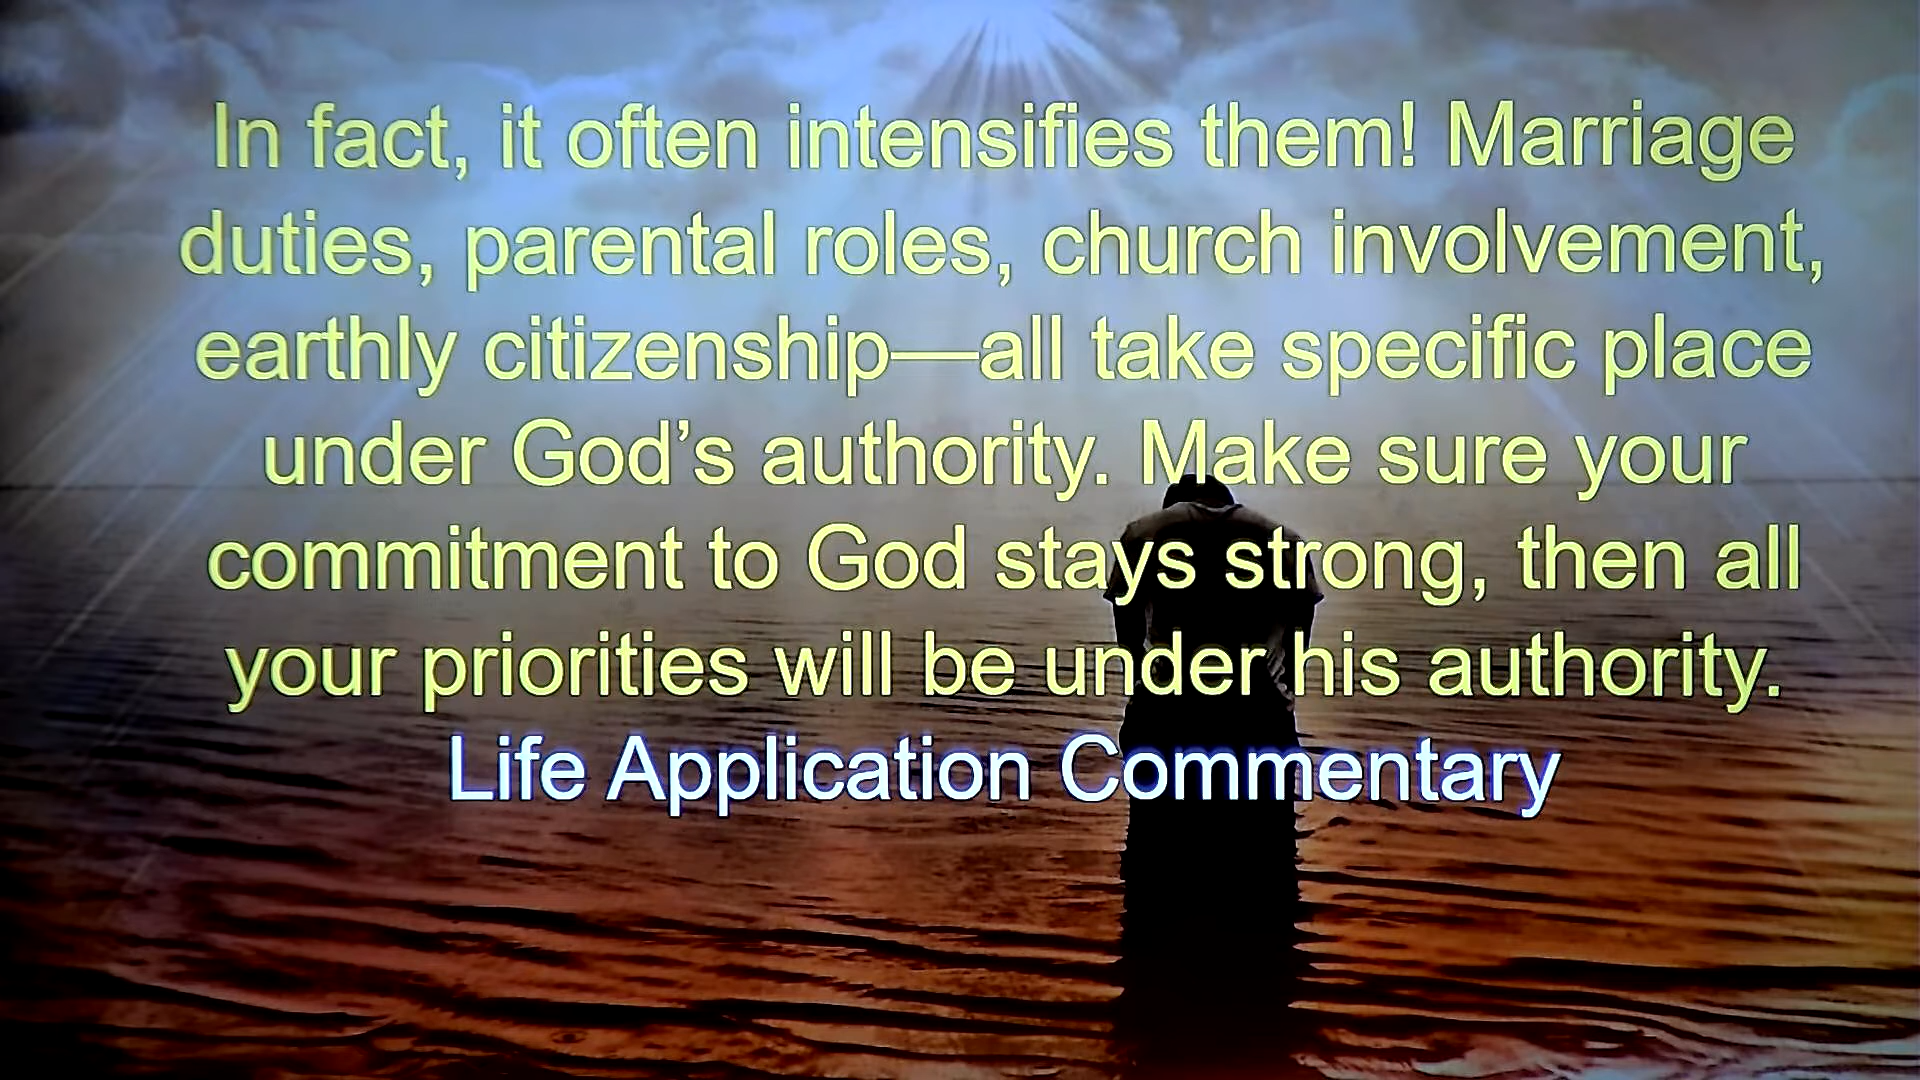 In fact, it often intensifies them! Marriage
duties, parental roles, church involvement,
earthly citizenship—all take specific place
under God’s authority. Make sure your
commitment to God stays strong, then all
your priorities will be under his authority.
Life Application Commentary